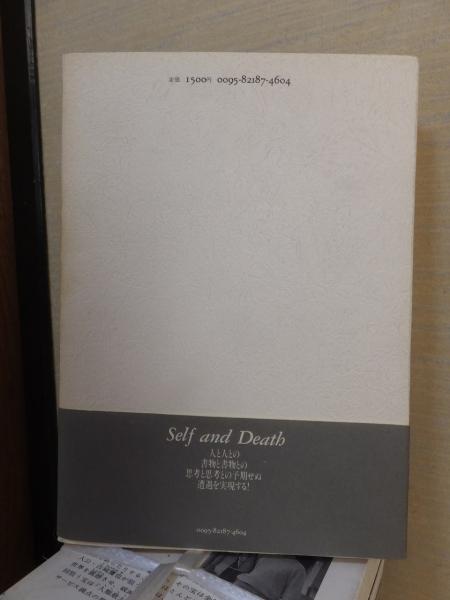 定価 1500円 0095-82187-4604
Self and Death
人と人との
書物と書物との
思考と思考との予期せぬ
遭遇を実現する!
0095-82187-4604